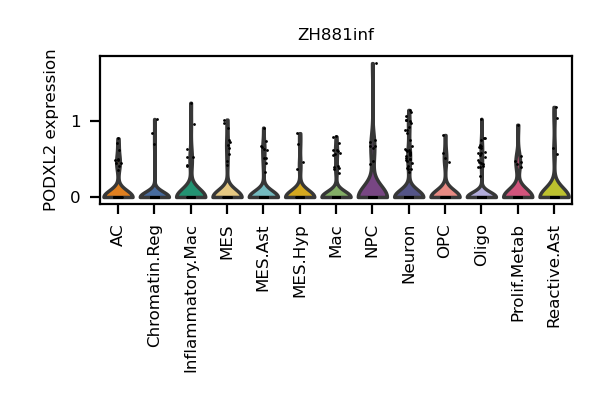 ZH881inf
PODXL2 expression
1
0
AC
Chromatin.Reg
Inflammatory.Mac
MES
MES.Ast
MES.Hyp
Mac
NPC
Neuron
OPC
Oligo
Prolif.Metab
Reactive.Ast